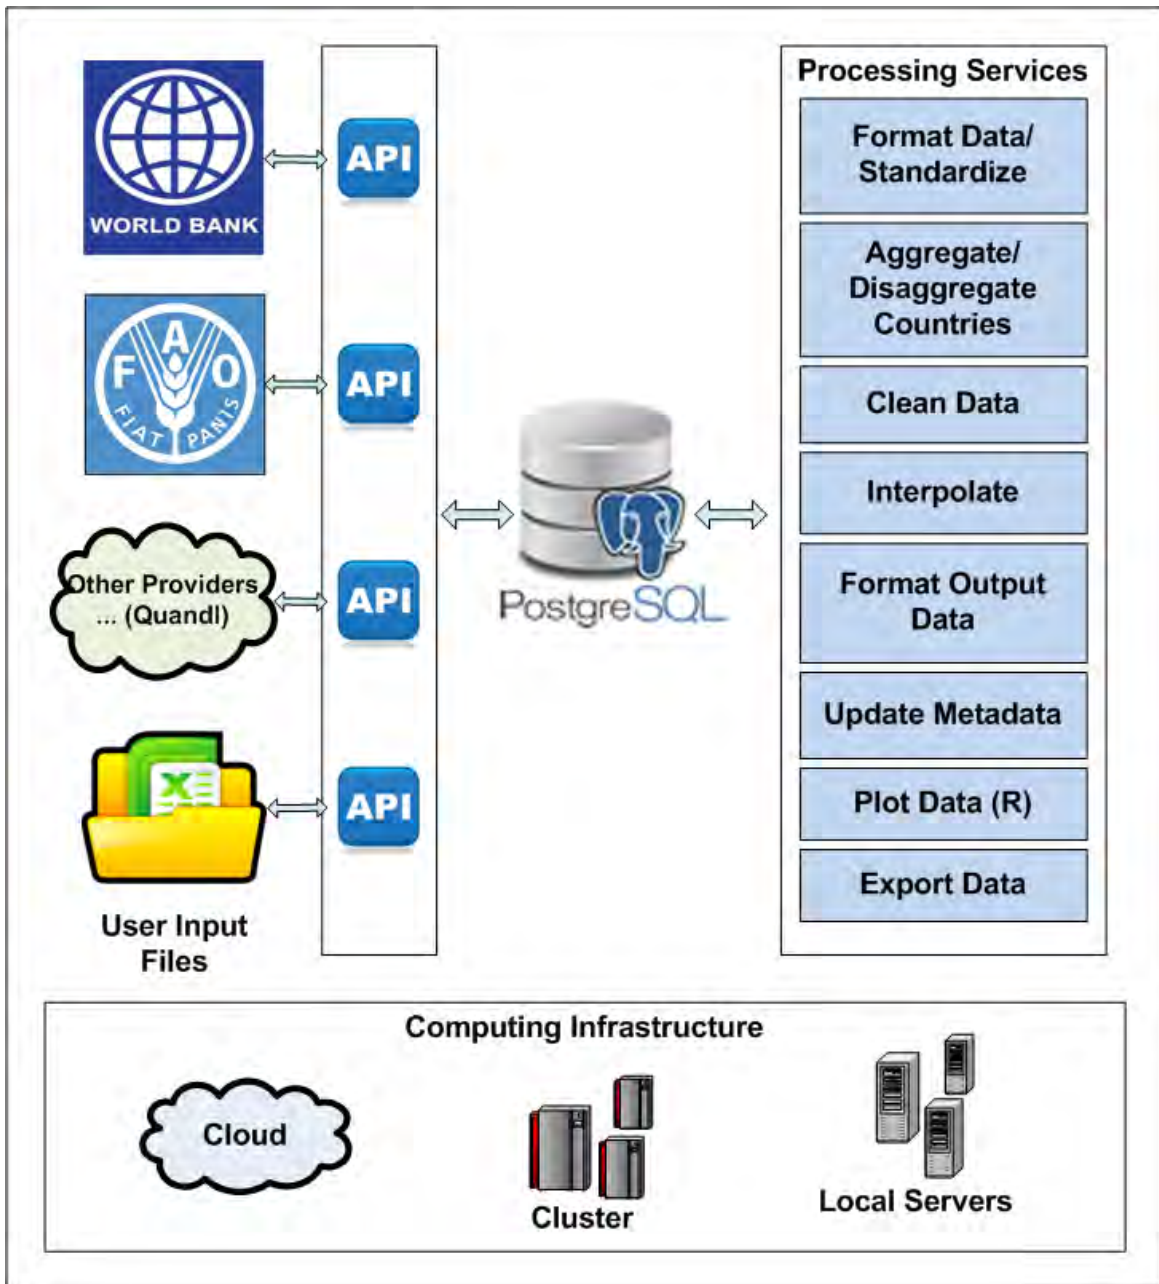 WORLD BANK
API
F A O
FIAT PANIS
API
Other Providers
... (Quandl)
API
User Input
Files
API
PostgreSQL
Processing Services
Format Data/
Standardize
Aggregate/
Disaggregate
Countries
Clean Data
Interpolate
Format Output
Data
Update Metadata
Plot Data (R)
Export Data
Computing Infrastructure
Cloud
Cluster
Local Servers